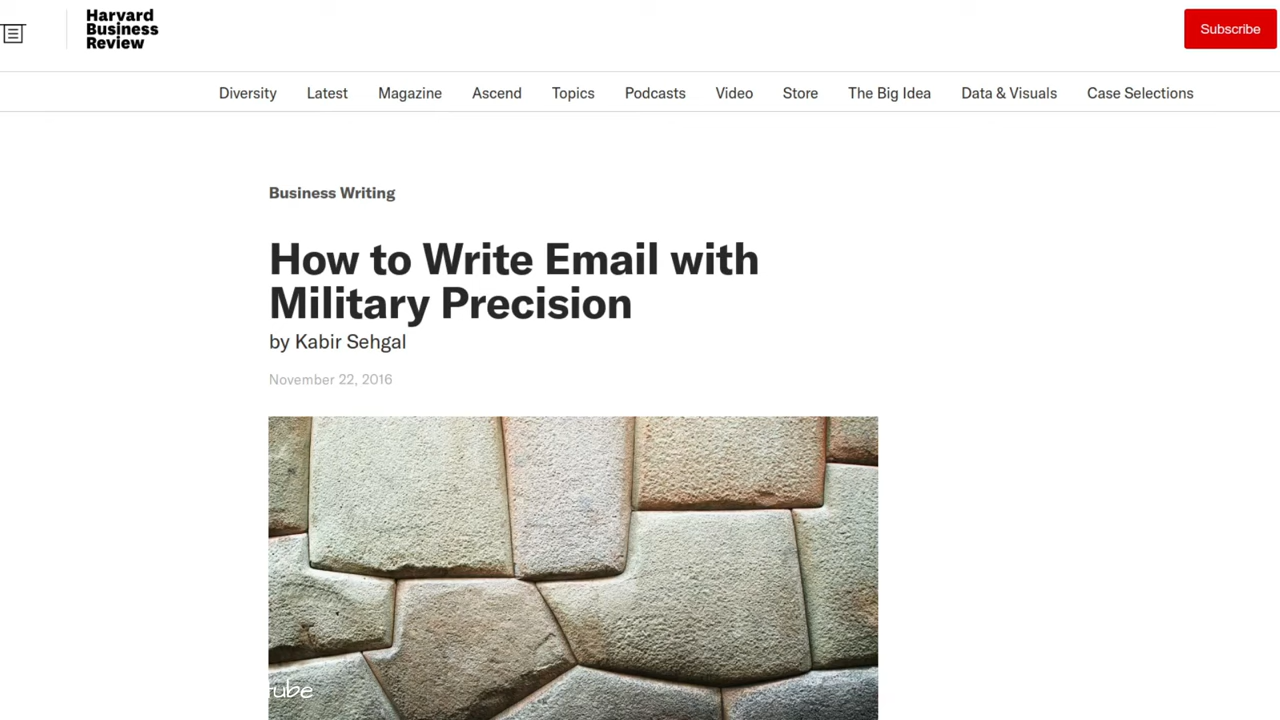 Harvard
Business
Review
Subscribe
Diversity Latest Magazine Ascend Topics Podcasts Video Store The Big Idea Data & Visuals Case Selections
Business Writing
How to Write Email with
Military Precision
by Kabir Sehgal
November 22, 2016
tube